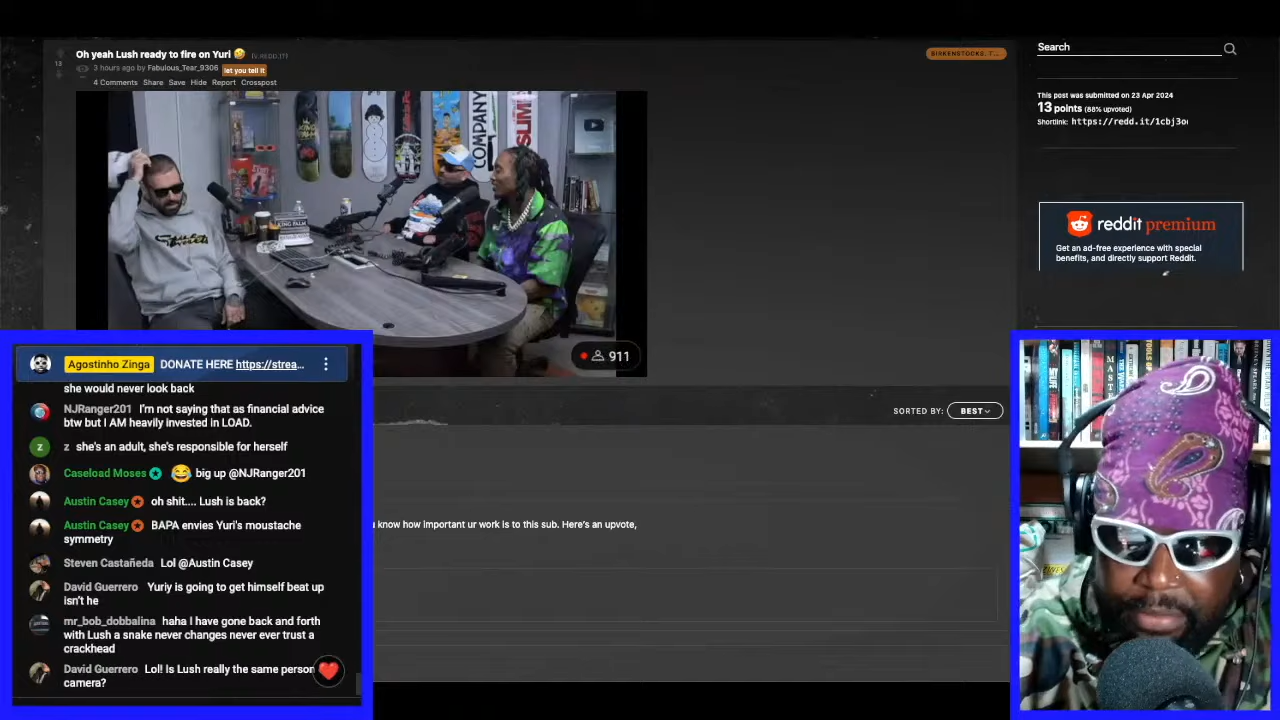 Oh yeah Lush ready to fire on Yuri 🤣 (V.REDD.IT)
BIRKENSTOCKS, T...
13
3 hours ago by Fabulous_Tear_9306 let you tell it
4 Comments Share Save Hide Report Crosspost
COMPANY
911
Search
This post was submitted on 23 Apr 2024
13 points (88% upvoted)
Shortlink: https://redd.it/1cbj3o
reddit premium
Get an ad-free experience with special
benefits, and directly support Reddit.
SORTED BY: BEST
know how important ur work is to this sub. Here's an upvote,
Agostinho Zinga DONATE HERE https://strea...
she would never look back
NJRanger201 I'm not saying that as financial advice
btw but I AM heavily invested in LOAD.
z z she's an adult, she's responsible for herself
Caseload Moses 😂 big up @NJRanger201
Austin Casey oh shit.... Lush is back?
Austin Casey BAPA envies Yuri's moustache
symmetry
Steven Castañeda Lol @Austin Casey
David Guerrero Yuriy is going to get himself beat up
isn't he
mr_bob_dobbalina haha I have gone back and forth
with Lush a snake never changes never ever trust a
crackhead
David Guerrero Lol! Is Lush really the same person
camera?